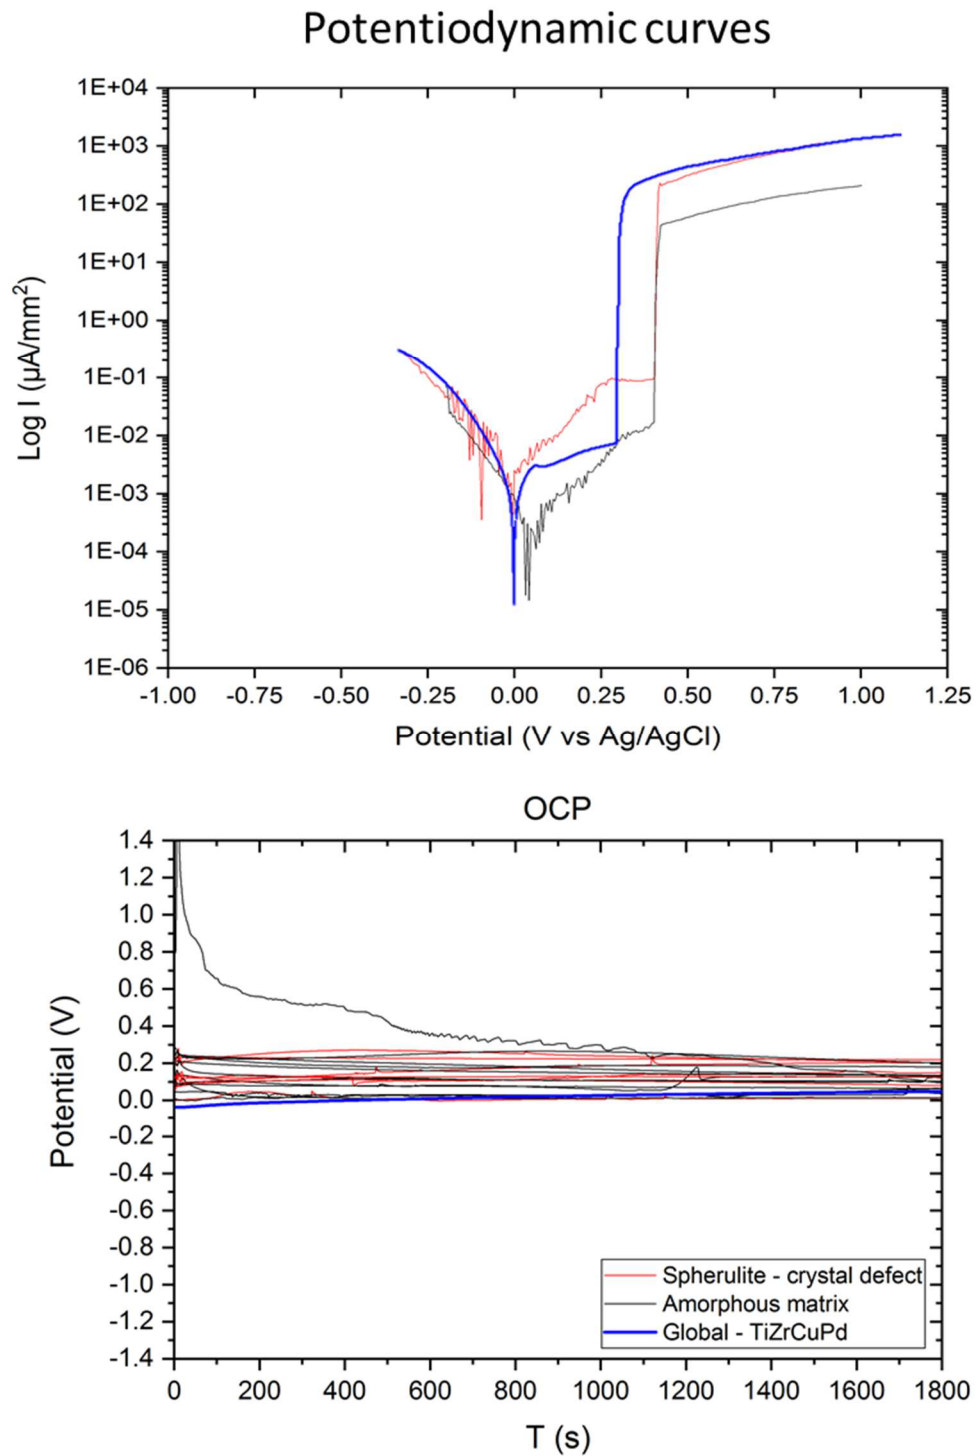 Potentiodynamic curves
1E+04
1E+03
1E+02
1E+01
1E+00
1E-01
1E-02
1E-03
1E-04
1E-05
1E-06
Log I (µA/mm²)
-1.00 -0.75 -0.50 -0.25 0.00 0.25 0.50 0.75 1.00 1.25
Potential (V vs Ag/AgCl)
OCP
1.4
1.2
1.0
0.8
0.6
0.4
0.2
0.0
-0.2
-0.4
-0.6
-0.8
-1.0
-1.2
-1.4
Potential (V)
Spherulite - crystal defect
Amorphous matrix
Global - TiZrCuPd
0 200 400 600 800 1000 1200 1400 1600 1800
T (s)